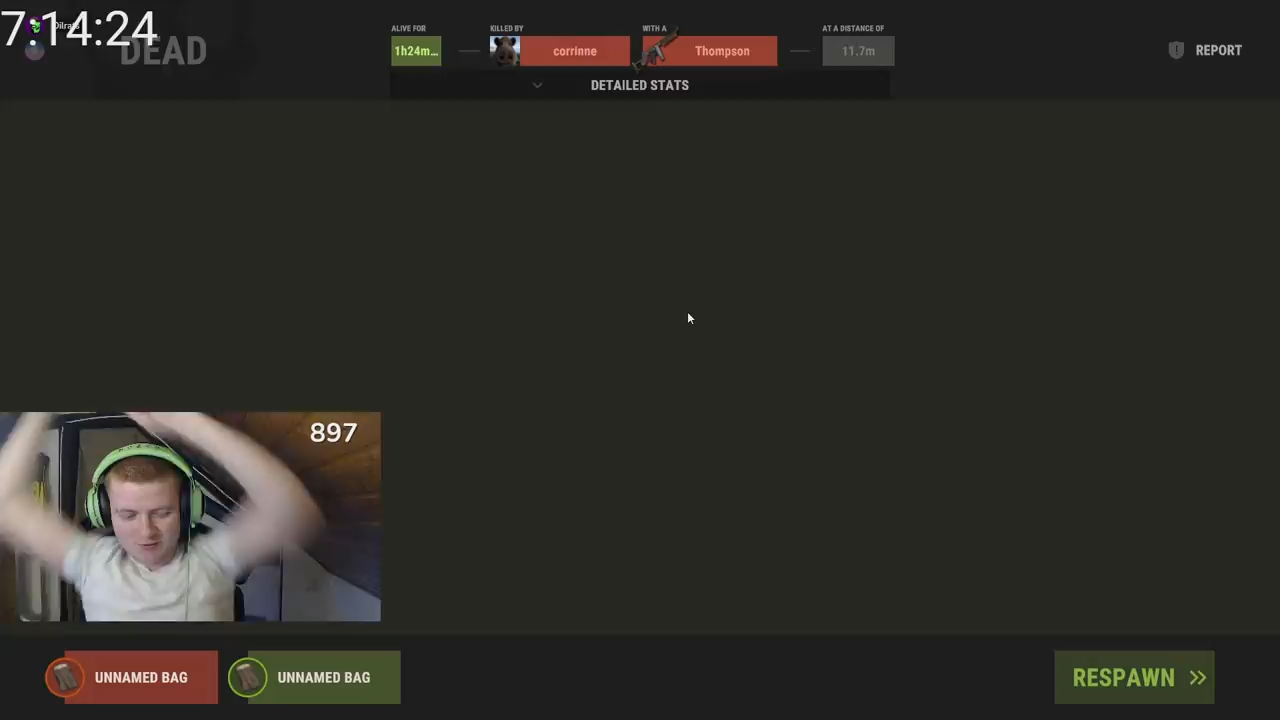 7:14:24
DEAD
ALIVE FOR
1h24m...
KILLED BY
corrinne
WITH A
Thompson
AT A DISTANCE OF
11.7m
REPORT
DETAILED STATS
897
UNNAMED BAG
UNNAMED BAG
RESPAWN